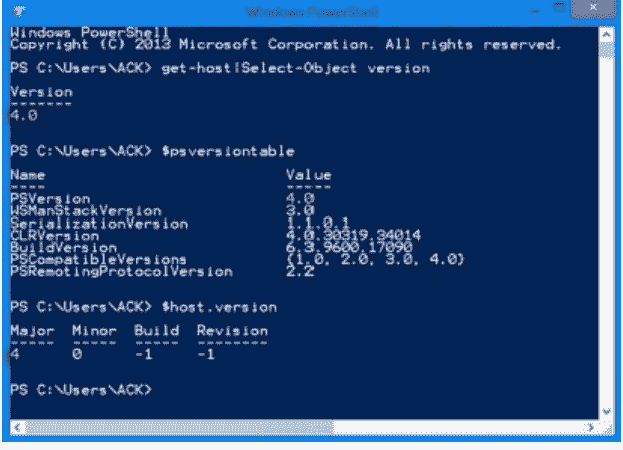 Windows PowerShell
Windows PowerShell
Copyright (C) 2013 Microsoft Corporation. All rights reserved.
PS C:\Users\ACK> get-host|Select-Object version
Version
-------
4.0
PS C:\Users\ACK> $psversiontable
Name Value
---- -----
PSVersion 4.0
WSManStackVersion 3.0
SerializationVersion 1.1.0.1
CLRVersion 4.0.30319.34014
BuildVersion 6.3.9600.17090
PSCompatibleVersions {1.0, 2.0, 3.0, 4.0}
PSRemotingProtocolVersion 2.2
PS C:\Users\ACK> $host.version
Major Minor Build Revision
----- ----- ----- --------
4 0 -1 -1
PS C:\Users\ACK>